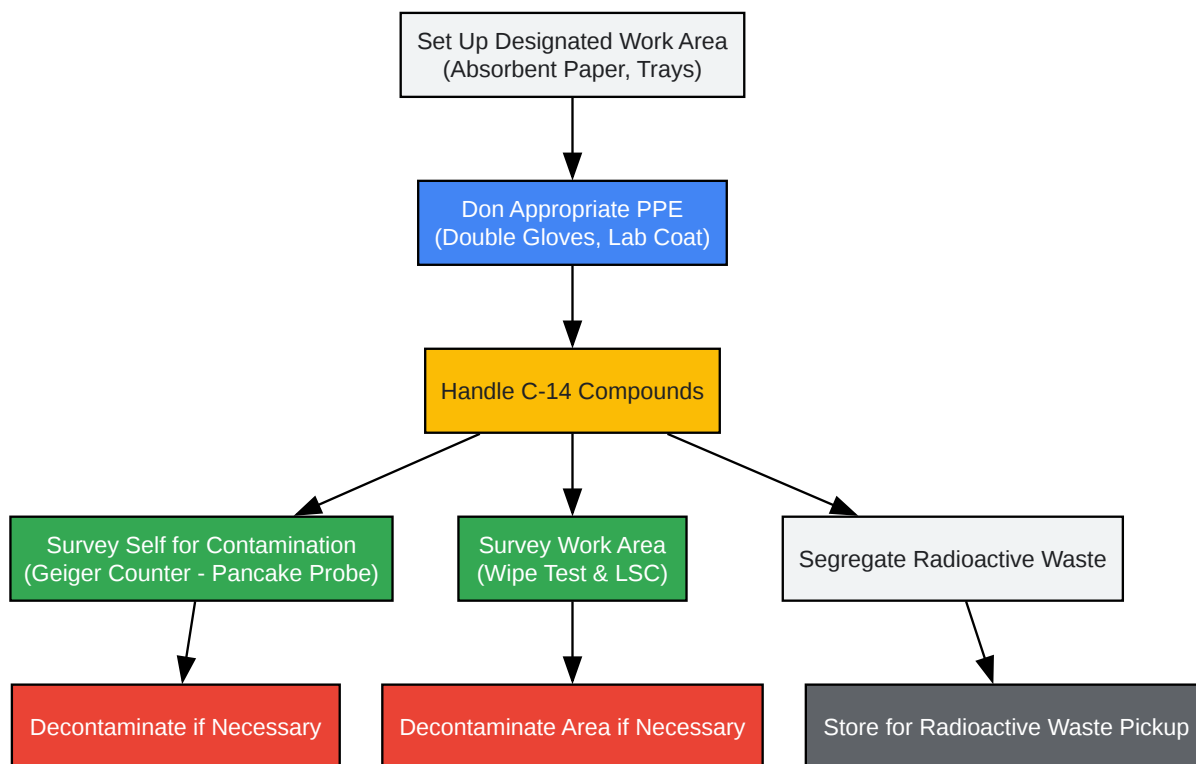 Set Up Designated Work Area
(Absorbent Paper, Trays)
Don Appropriate PPE
(Double Gloves, Lab Coat)
Handle C-14 Compounds
Survey Self for Contamination
(Geiger Counter - Pancake Probe)
Survey Work Area
(Wipe Test & LSC)
Segregate Radioactive Waste
Decontaminate if Necessary
Decontaminate Area if Necessary
Store for Radioactive Waste Pickup